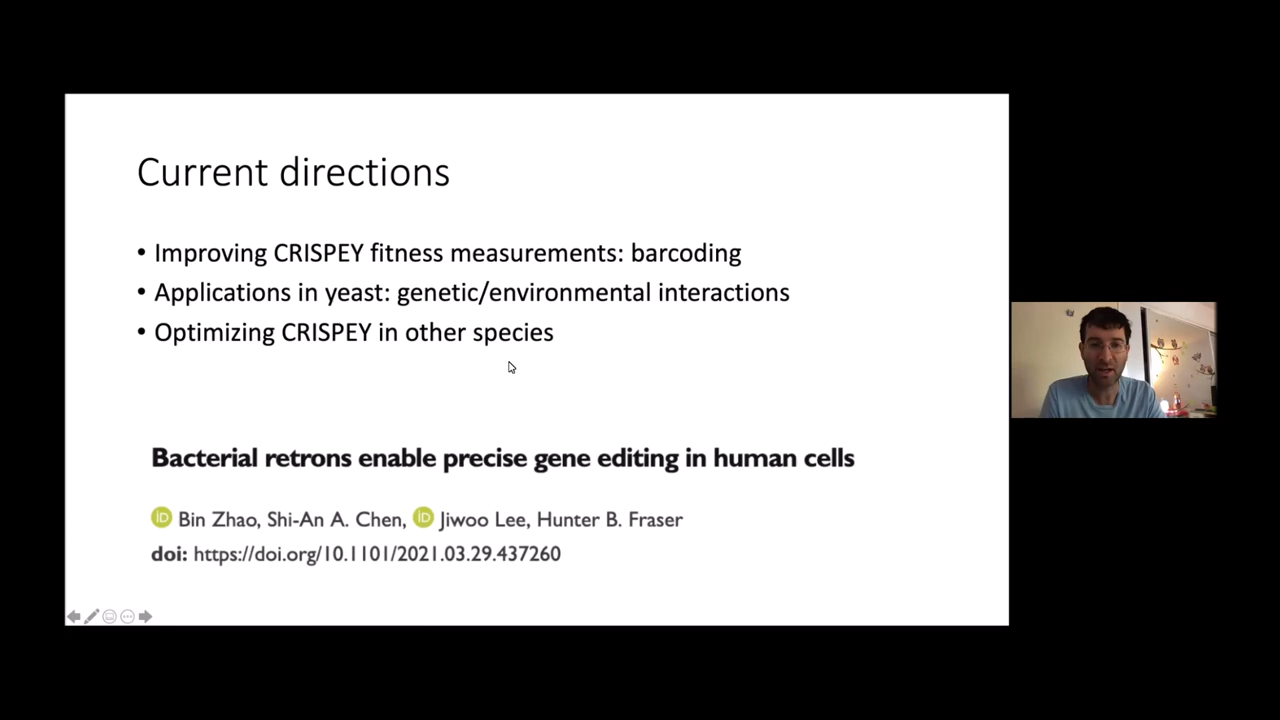 Current directions
• Improving CRISPEY fitness measurements: barcoding
• Applications in yeast: genetic/environmental interactions
• Optimizing CRISPEY in other species
Bacterial retrons enable precise gene editing in human cells
iD Bin Zhao, Shi-An A. Chen, iD Jiwoo Lee, Hunter B. Fraser
doi: https://doi.org/10.1101/2021.03.29.437260